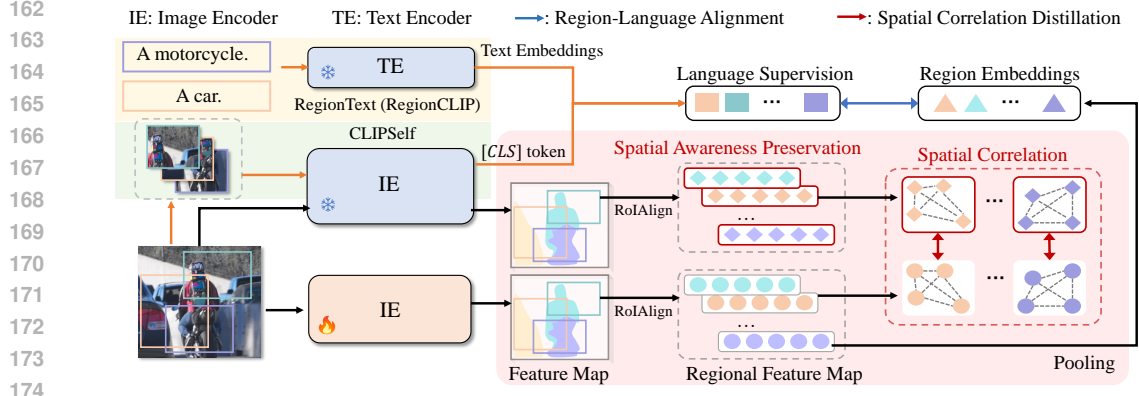 162
163
164
165
166
167
168
169
170
171
172
173
174
IE: Image Encoder
TE: Text Encoder
: Region-Language Alignment
: Spatial Correlation Distillation
A motorcycle.
A car.
TE
RegionText (RegionCLIP)
Text Embeddings
Language Supervision
Region Embeddings
...
...
CLIPSelf
[CLS] token
IE
Spatial Awareness Preservation
Spatial Correlation
RoIAlign
...
...
IE
RoIAlign
...
...
Feature Map
Regional Feature Map
Pooling